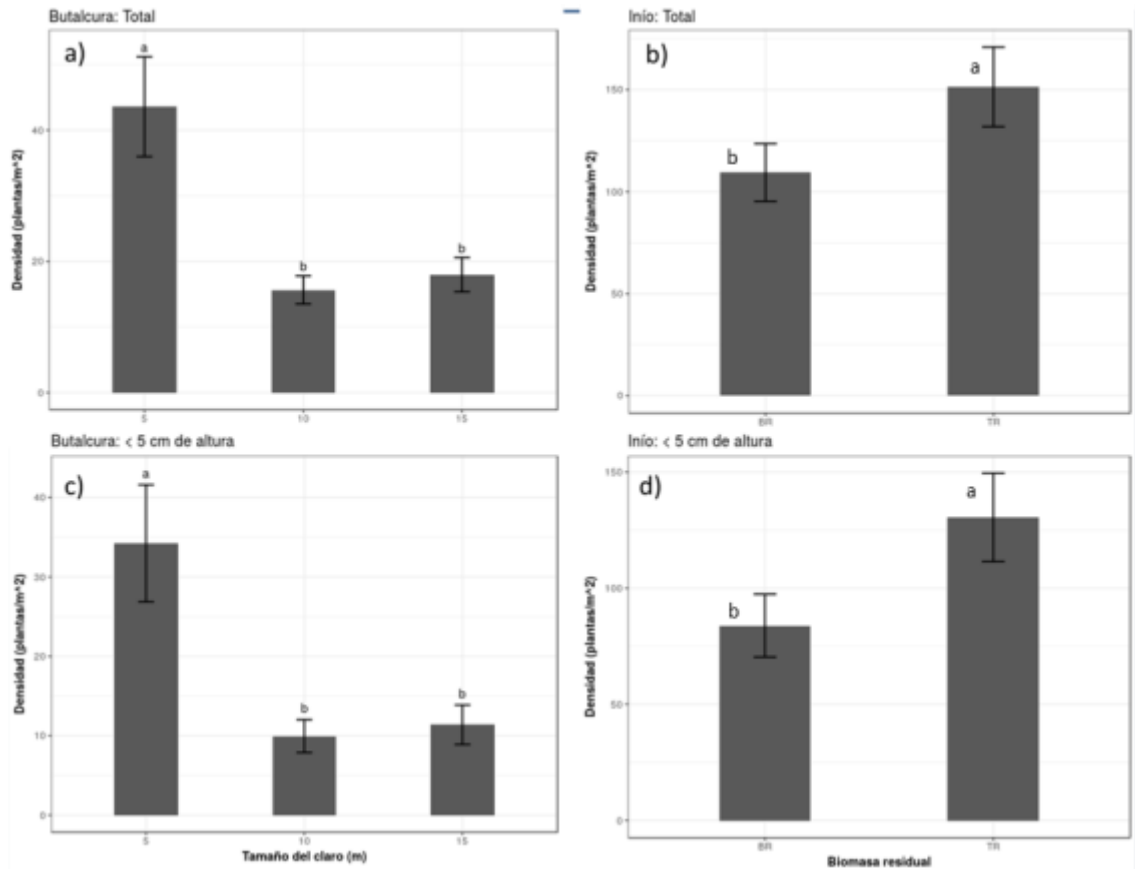 Butalcura: Total
a)
Densidad (plantas/m^2)
40
20
0
a
b
b
5
10
15
Inío: Total
b)
Densidad (plantas/m^2)
150
100
50
0
b
a
BR
TR
Butalcura: < 5 cm de altura
c)
Densidad (plantas/m^2)
40
30
20
10
0
a
b
b
5
10
15
Tamaño del claro (m)
Inío: < 5 cm de altura
d)
Densidad (plantas/m^2)
150
100
50
0
b
a
BR
TR
Biomasa residual